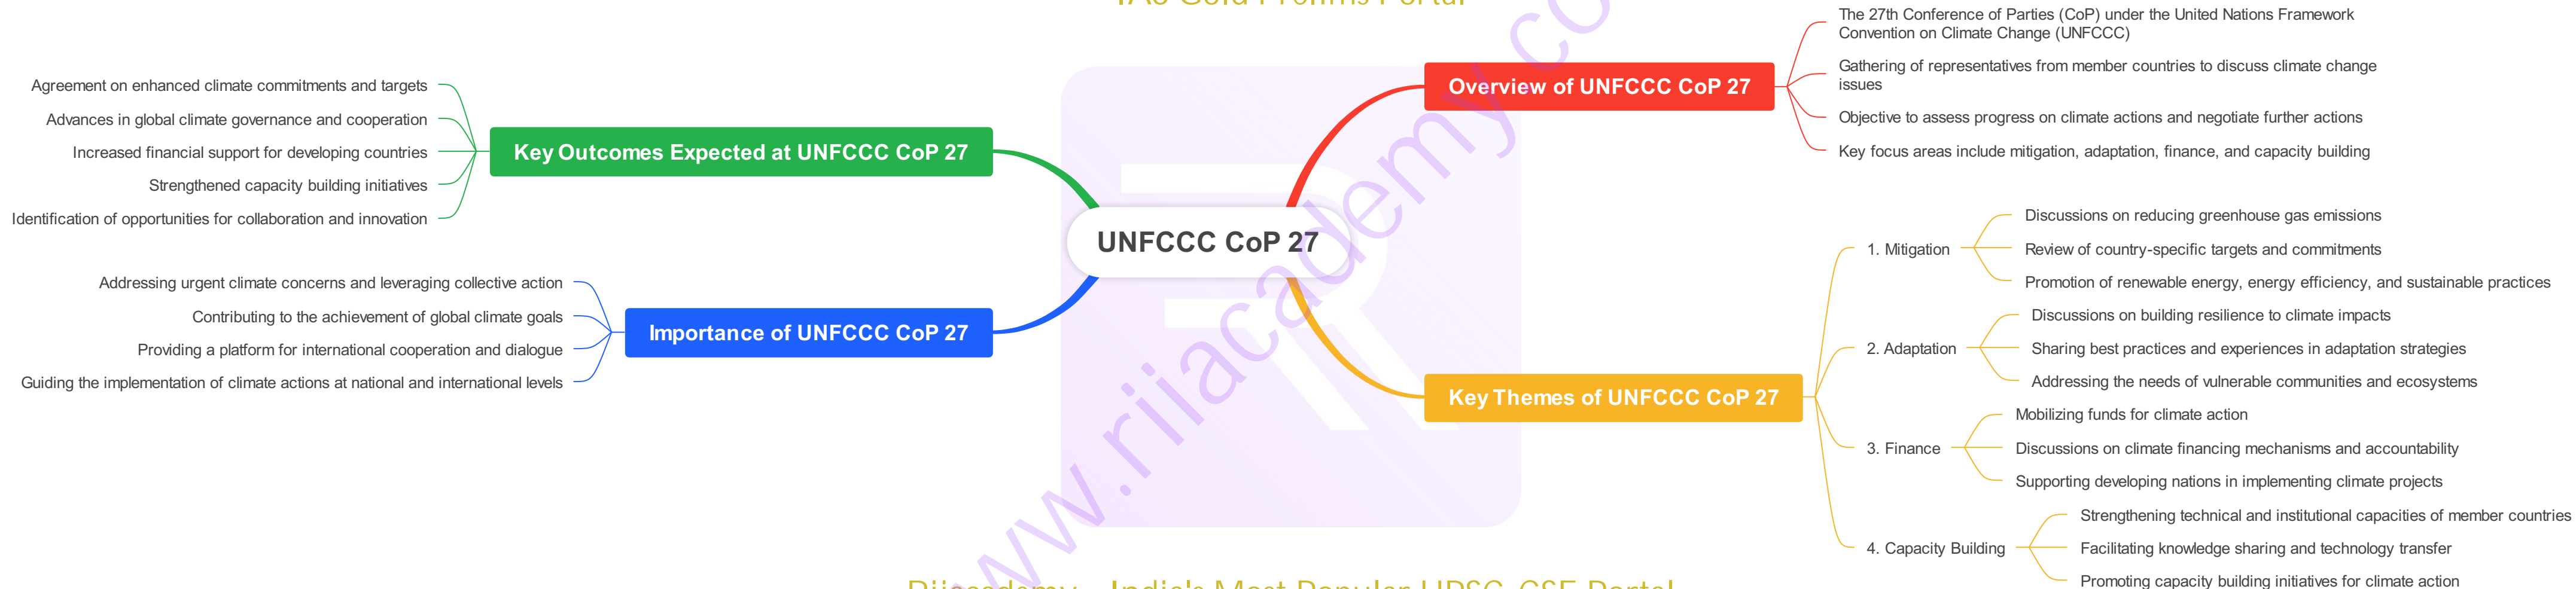 UNFCCC CoP 27
Overview of UNFCCC CoP 27
The 27th Conference of Parties (CoP) under the United Nations Framework
Convention on Climate Change (UNFCCC)
Gathering of representatives from member countries to discuss climate change
issues
Objective to assess progress on climate actions and negotiate further actions
Key focus areas include mitigation, adaptation, finance, and capacity building
Key Themes of UNFCCC CoP 27
1. Mitigation
Discussions on reducing greenhouse gas emissions
Review of country-specific targets and commitments
Promotion of renewable energy, energy efficiency, and sustainable practices
2. Adaptation
Discussions on building resilience to climate impacts
Sharing best practices and experiences in adaptation strategies
Addressing the needs of vulnerable communities and ecosystems
3. Finance
Mobilizing funds for climate action
Discussions on climate financing mechanisms and accountability
Supporting developing nations in implementing climate projects
4. Capacity Building
Strengthening technical and institutional capacities of member countries
Facilitating knowledge sharing and technology transfer
Promoting capacity building initiatives for climate action
Key Outcomes Expected at UNFCCC CoP 27
Agreement on enhanced climate commitments and targets
Advances in global climate governance and cooperation
Increased financial support for developing countries
Strengthened capacity building initiatives
Identification of opportunities for collaboration and innovation
Importance of UNFCCC CoP 27
Addressing urgent climate concerns and leveraging collective action
Contributing to the achievement of global climate goals
Providing a platform for international cooperation and dialogue
Guiding the implementation of climate actions at national and international levels
India's Most Popular UPSC-CSE Portal